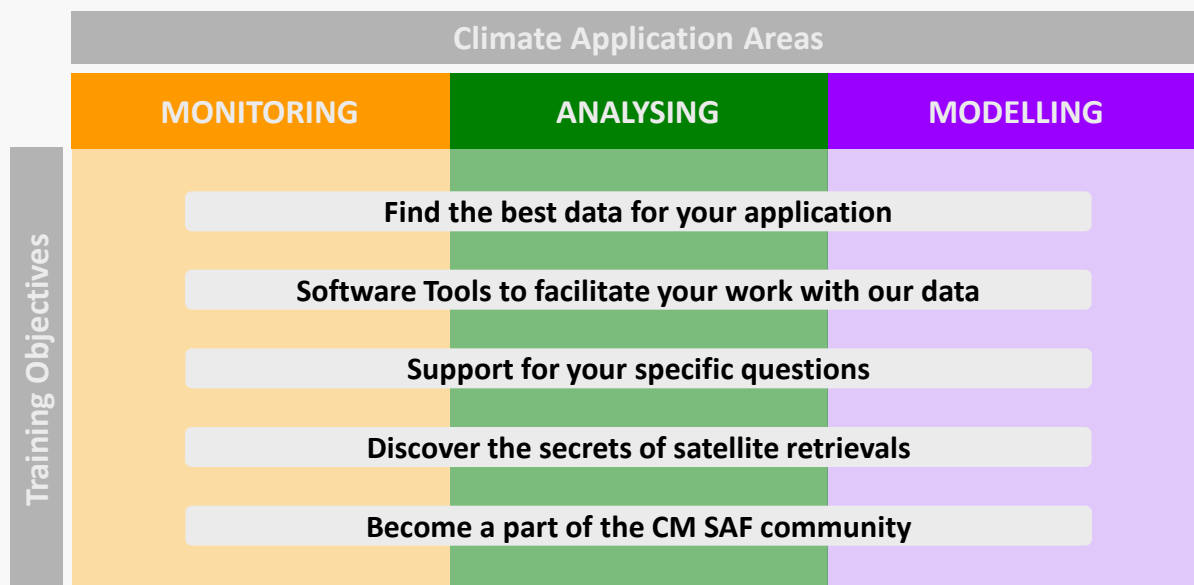 Climate Application Areas
MONITORING
ANALYSING
MODELLING
Training Objectives
Find the best data for your application
Software Tools to facilitate your work with our data
Support for your specific questions
Discover the secrets of satellite retrievals
Become a part of the CM SAF community